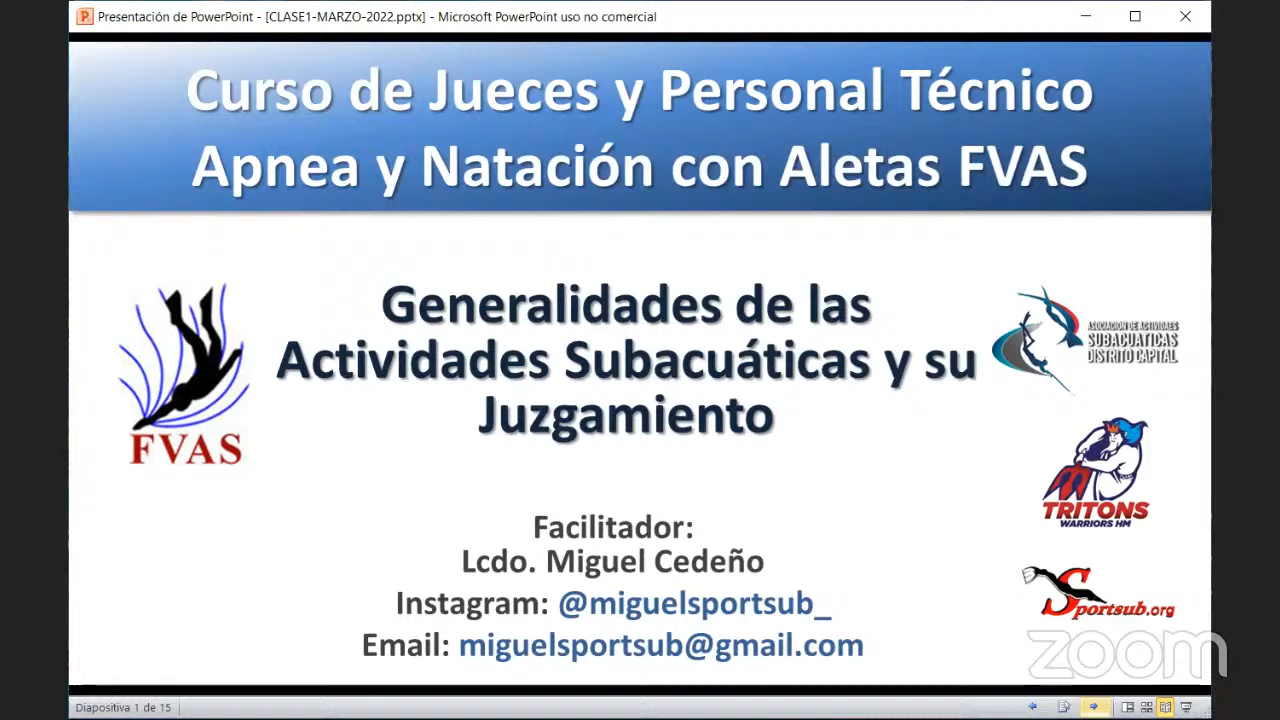 Presentación de PowerPoint - [CLASE1-MARZO-2022.pptx] - Microsoft PowerPoint uso no comercial
Curso de Jueces y Personal Técnico
Apnea y Natación con Aletas FVAS
Generalidades de las
Actividades Subacuáticas y su
Juzgamiento
FVAS
ASOCIACION DE ACTIVIDAES
SUBACUATICAS
DISTRITO CAPITAL
TRITONS
WARRIORS HM
Facilitador:
Lcdo. Miguel Cedeño
Instagram: @miguelsportsub_
Email: miguelsportsub@gmail.com
Sportsub.org
zoom
Diapositiva 1 de 15